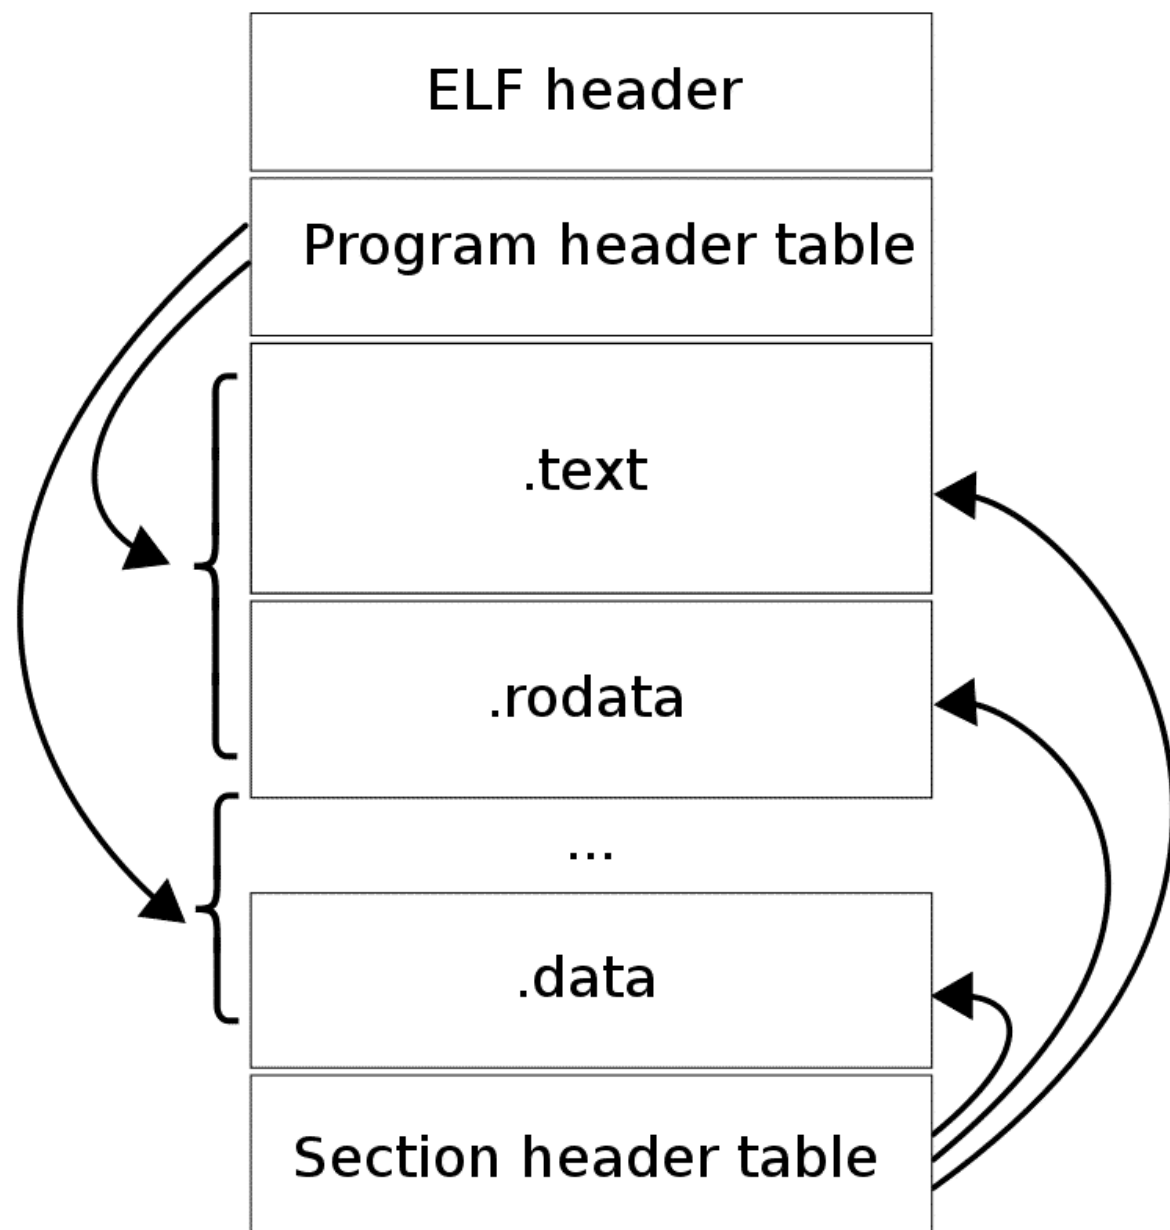 ELF header
Program header table
.text
.rodata
...
.data
Section header table